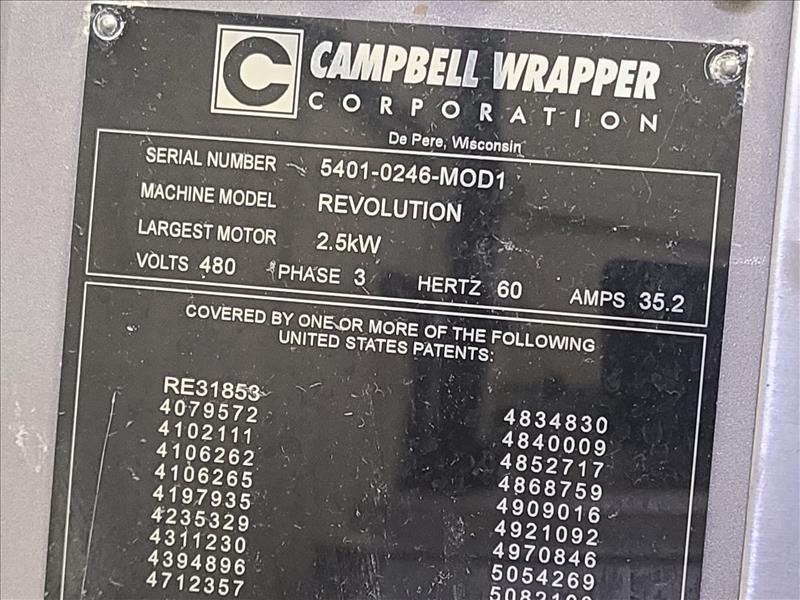 C CAMPBELL WRAPPER
CORPORATION
De Pere, Wisconsin
SERIAL NUMBER 5401-0246-MOD1
MACHINE MODEL REVOLUTION
LARGEST MOTOR 2.5kW
VOLTS 480 PHASE 3 HERTZ 60 AMPS 35.2
COVERED BY ONE OR MORE OF THE FOLLOWING
UNITED STATES PATENTS:
RE31853
4079572
4102111
4106262
4106265
4197935
4235329
4311230
4394896
4712357
4834830
4840009
4852717
4868759
4909016
4921092
4970846
5054269